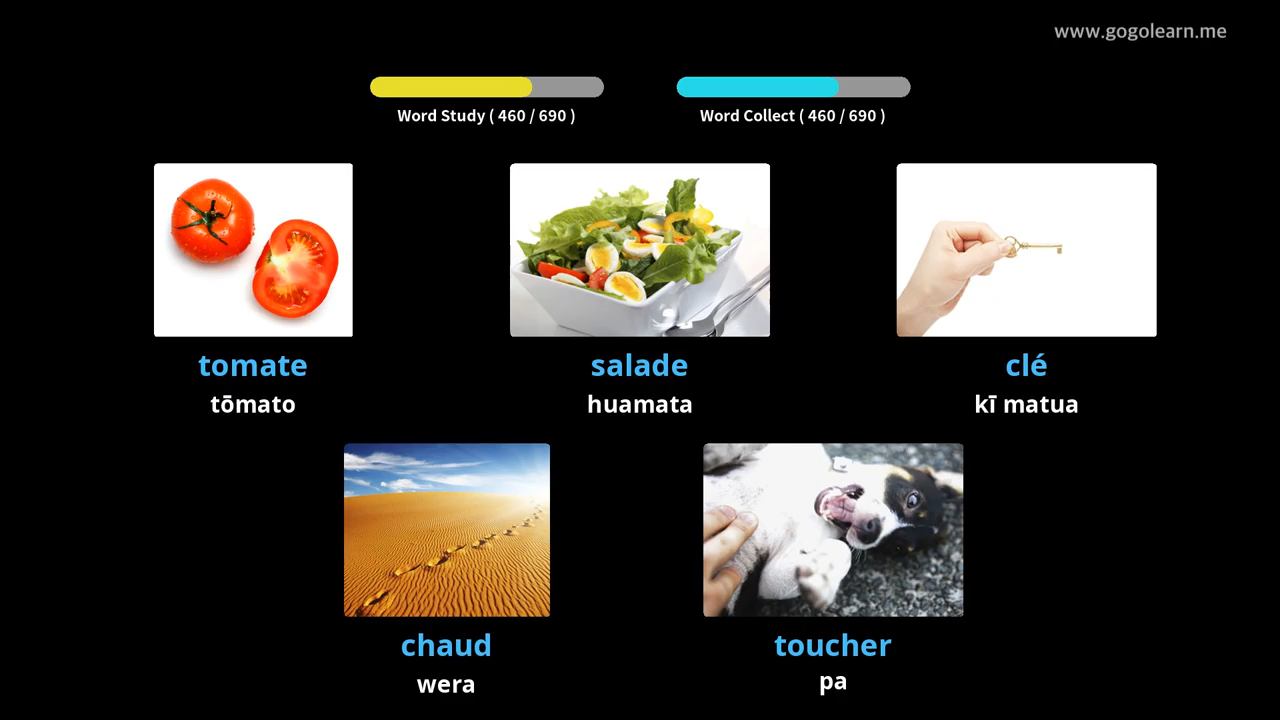 www.gogolearn.me
Word Study ( 460 / 690 )
Word Collect ( 460 / 690 )
tomate
tōmato
salade
huamata
clé
kī matua
chaud
wera
toucher
pa